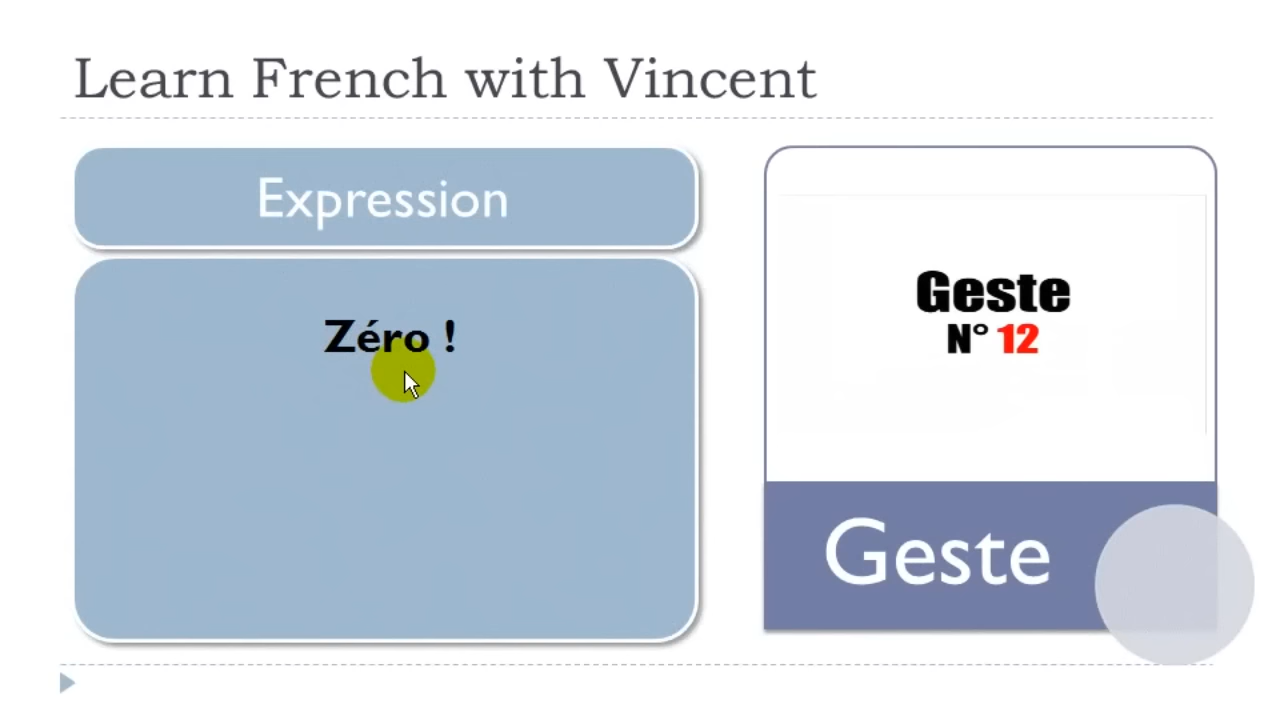 Learn French with Vincent
Expression
Zéro !
Geste
N° 12
Geste